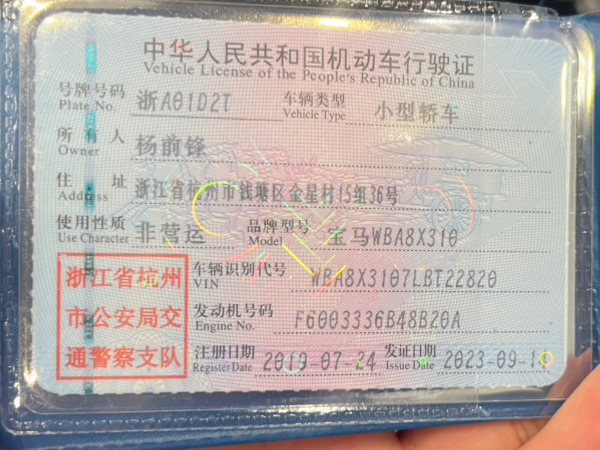 中华人民共和国机动车行驶证
Vehicle License of the People's Republic of China
号牌号码 浙A01D2T 车辆类型 小型轿车
Plate No. Vehicle Type
所有人 杨前锋
Owner
住址 浙江省杭州市钱塘区金星村15组36号
Address
使用性质 非营运 品牌型号 宝马WBA8X310
Use Character Model
浙江省杭州
市公安局交
通警察支队
车辆识别代号 WBA8X3107LBT22820
VIN
发动机号码 F6003336B48B20A
Engine No.
注册日期 2019-07-24 发证日期
Register Date Issue Date